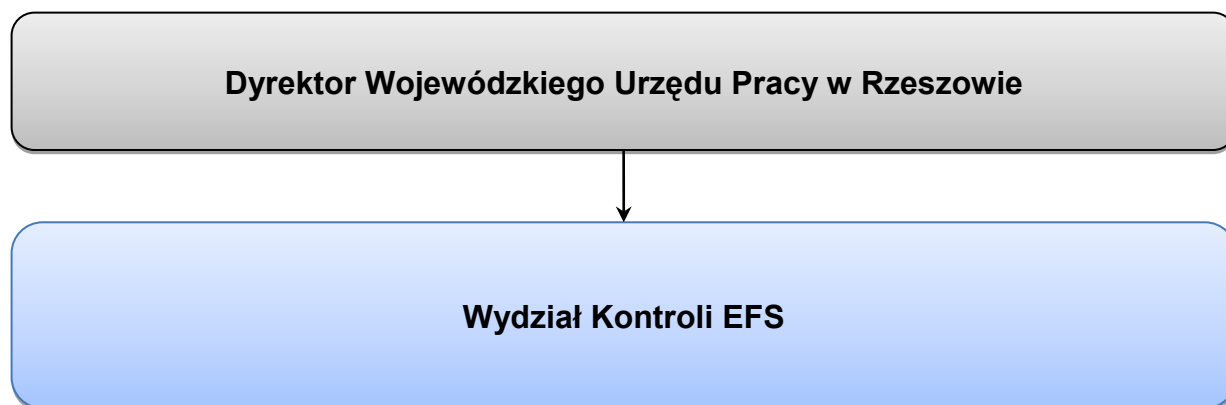 Dyrektor Wojewódzkiego Urzędu Pracy w Rzeszowie
Wydział Kontroli EFS